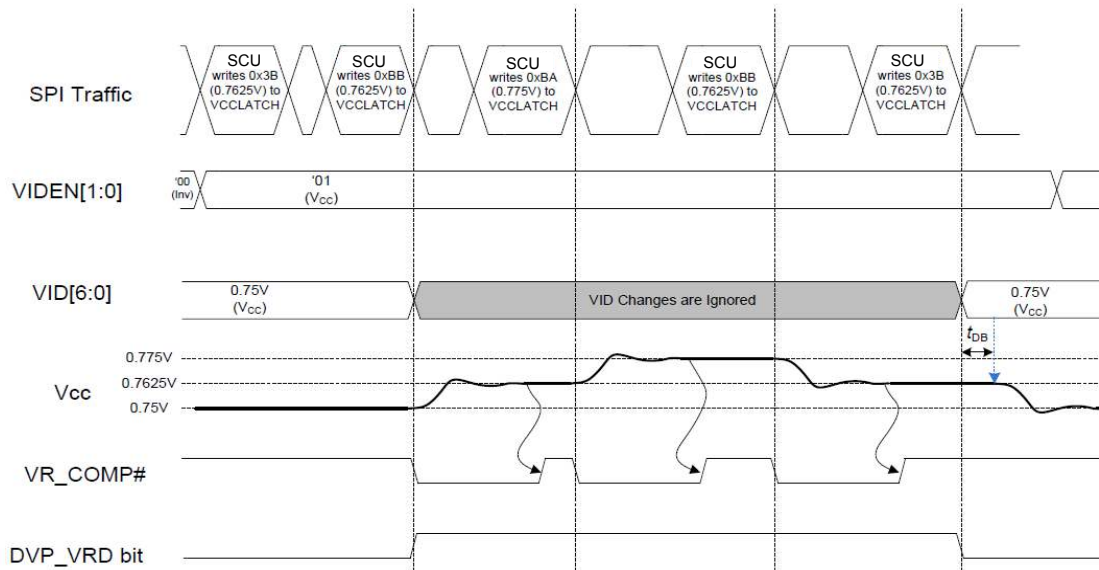 SCU
writes 0x3B
(0.7625V) to
VCCLATCH
SCU
writes 0xBB
(0.7625V) to
VCCLATCH
SCU
writes 0xBA
(0.775V) to
VCCLATCH
SCU
writes 0xBB
(0.7625V) to
VCCLATCH
SCU
writes 0x3B
(0.7625V) to
VCCLATCH
SPI Traffic
VIDEN[1:0]
'00
(Inv)
'01
(VCC)
VID[6:0]
0.75V
(VCC)
VID Changes are Ignored
0.75V
(VCC)
tDB
Vcc
0.775V
0.7625V
0.75V
VR_COMP#
DVP_VRD bit